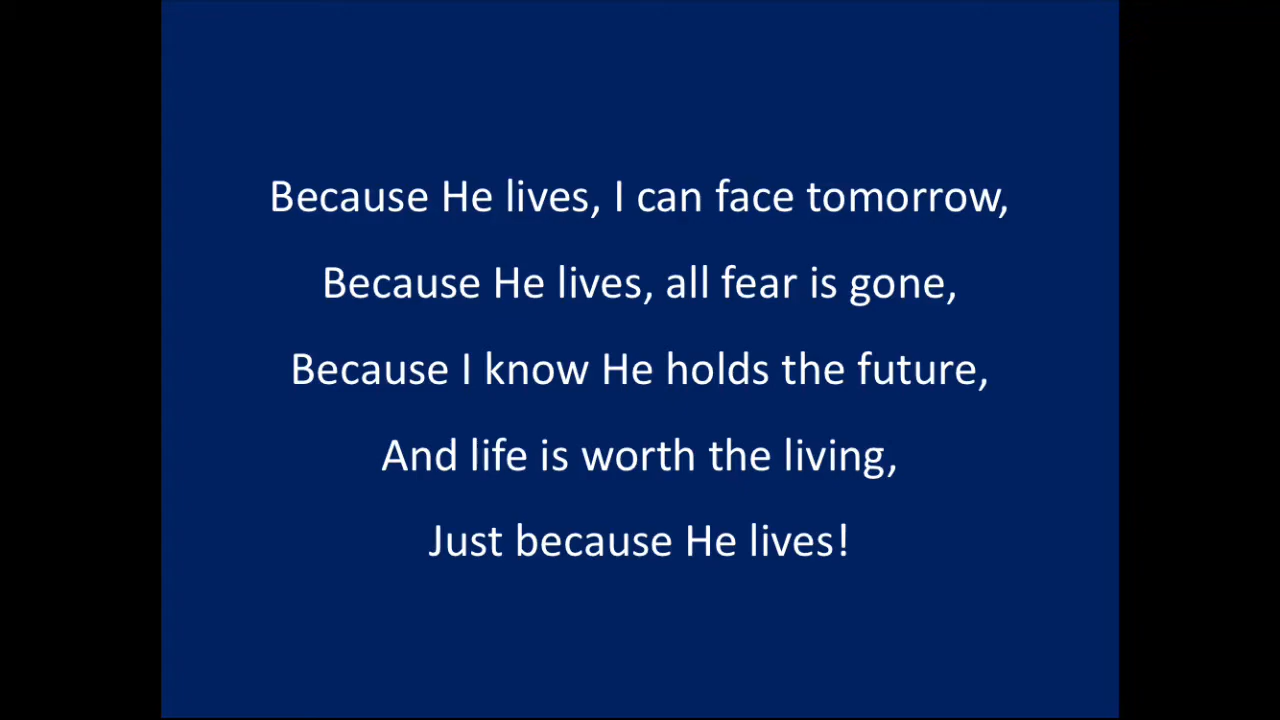 Because He lives, I can face tomorrow,
Because He lives, all fear is gone,
Because I know He holds the future,
And life is worth the living,
Just because He lives!